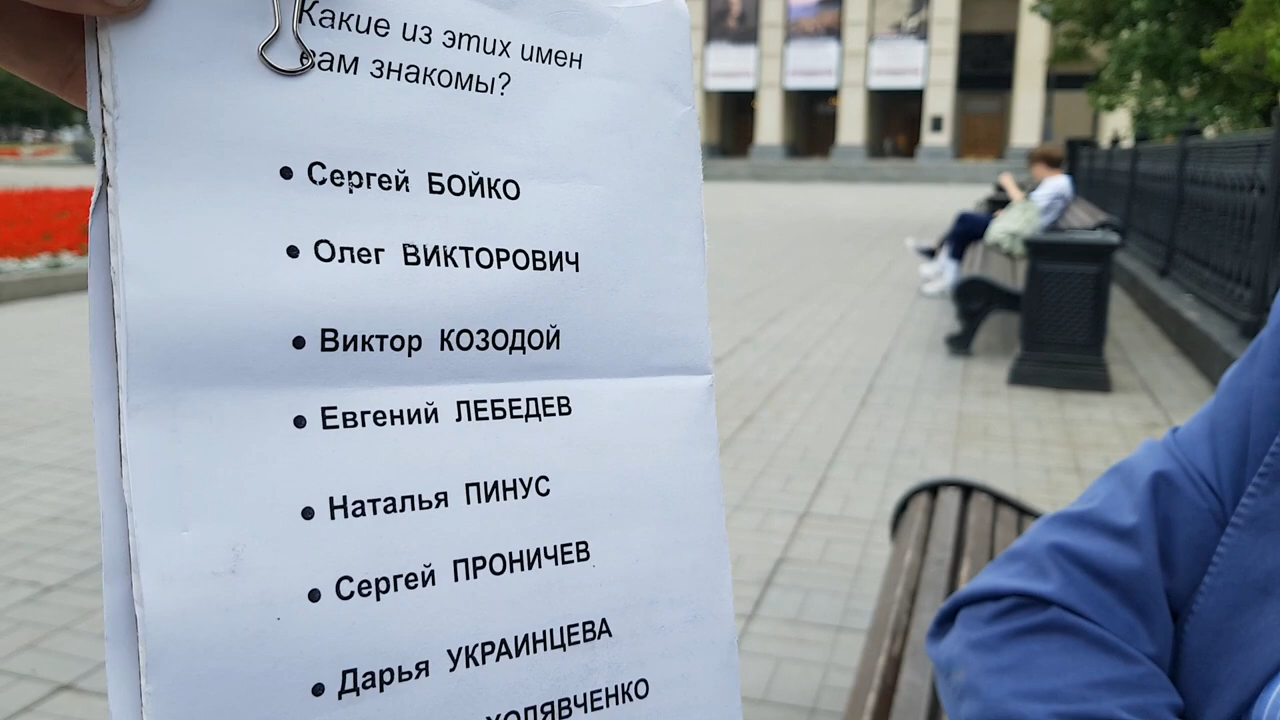 Какие из этих имен
вам знакомы?
• Сергей БОЙКО
• Олег ВИКТОРОВИЧ
• Виктор КОЗОДОЙ
• Евгений ЛЕБЕДЕВ
• Наталья ПИНУС
• Сергей ПРОНИЧЕВ
• Дарья УКРАИНЦЕВА
ХОЛЯВЧЕНКО